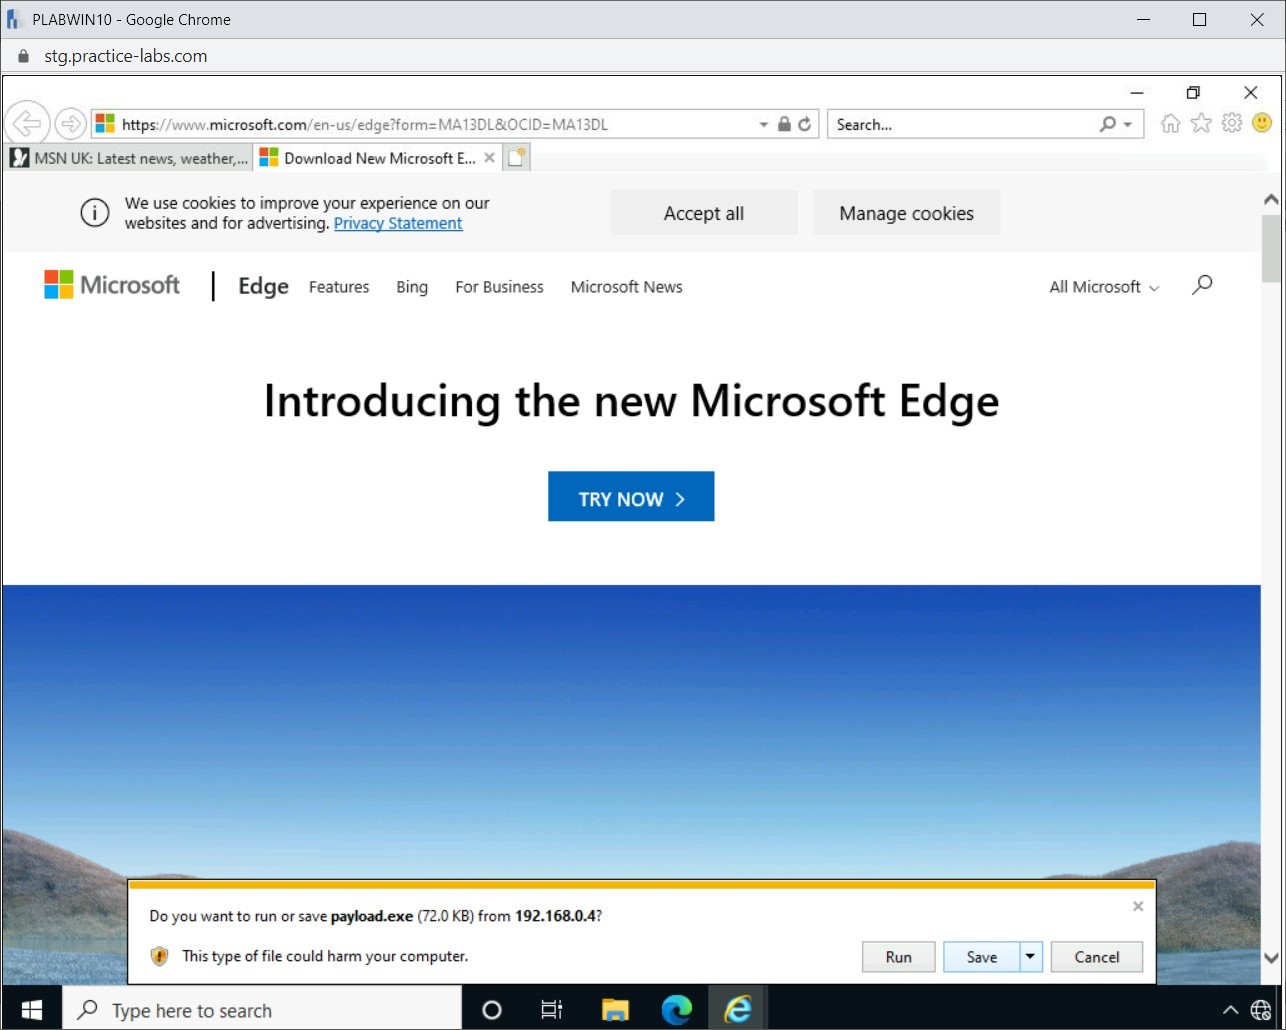 PLABWIN10 - Google Chrome
stg.practice-labs.com
https://www.microsoft.com/en-us/edge?form=MA13DL&OCID=MA13DL
Search...
MSN UK: Latest news, weather,...
Download New Microsoft E...
We use cookies to improve your experience on our
websites and for advertising. Privacy Statement
Accept all
Manage cookies
Microsoft
Edge
Features
Bing
For Business
Microsoft News
All Microsoft
Introducing the new Microsoft Edge
TRY NOW
Do you want to run or save payload.exe (72.0 KB) from 192.168.0.4?
This type of file could harm your computer.
Run
Save
Cancel
Type here to search